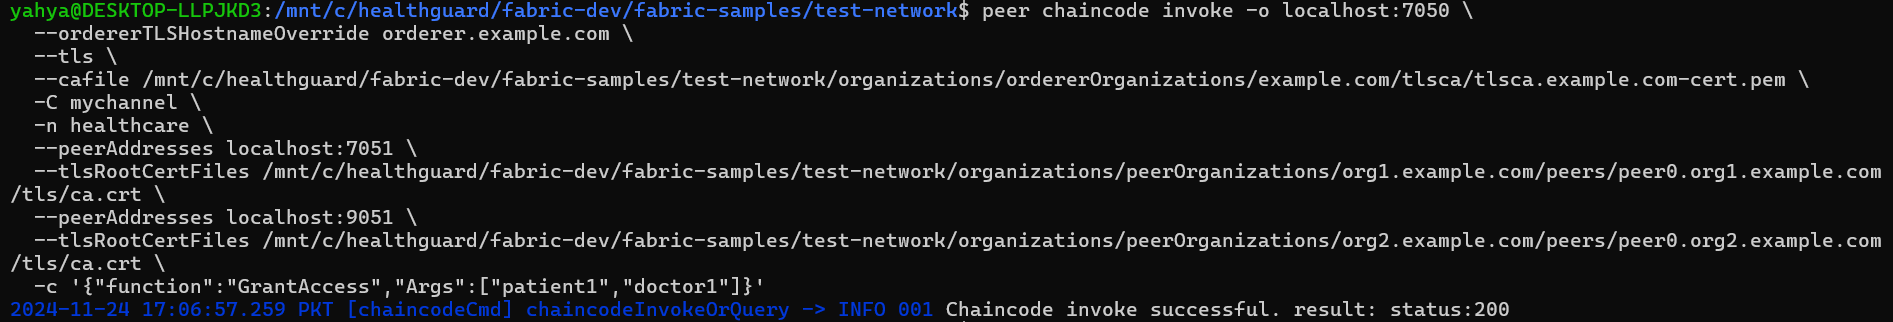 yahya@DESKTOP-LLPJKD3:/mnt/c/healthguard/fabric-dev/fabric-samples/test-network$ peer chaincode invoke -o localhost:7050 \
  --ordererTLSHostnameOverride orderer.example.com \
  --tls \
  --cafile /mnt/c/healthguard/fabric-dev/fabric-samples/test-network/organizations/ordererOrganizations/example.com/tlsca/tlsca.example.com-cert.pem \
  -C mychannel \
  -n healthcare \
  --peerAddresses localhost:7051 \
  --tlsRootCertFiles /mnt/c/healthguard/fabric-dev/fabric-samples/test-network/organizations/peerOrganizations/org1.example.com/peers/peer0.org1.example.com
/tls/ca.crt \
  --peerAddresses localhost:9051 \
  --tlsRootCertFiles /mnt/c/healthguard/fabric-dev/fabric-samples/test-network/organizations/peerOrganizations/org2.example.com/peers/peer0.org2.example.com
/tls/ca.crt \
  -c '{"function":"GrantAccess","Args":["patient1","doctor1"]}'
2024-11-24 17:06:57.259 PKT [chaincodeCmd] chaincodeInvokeOrQuery -> INFO 001 Chaincode invoke successful. result: status:200